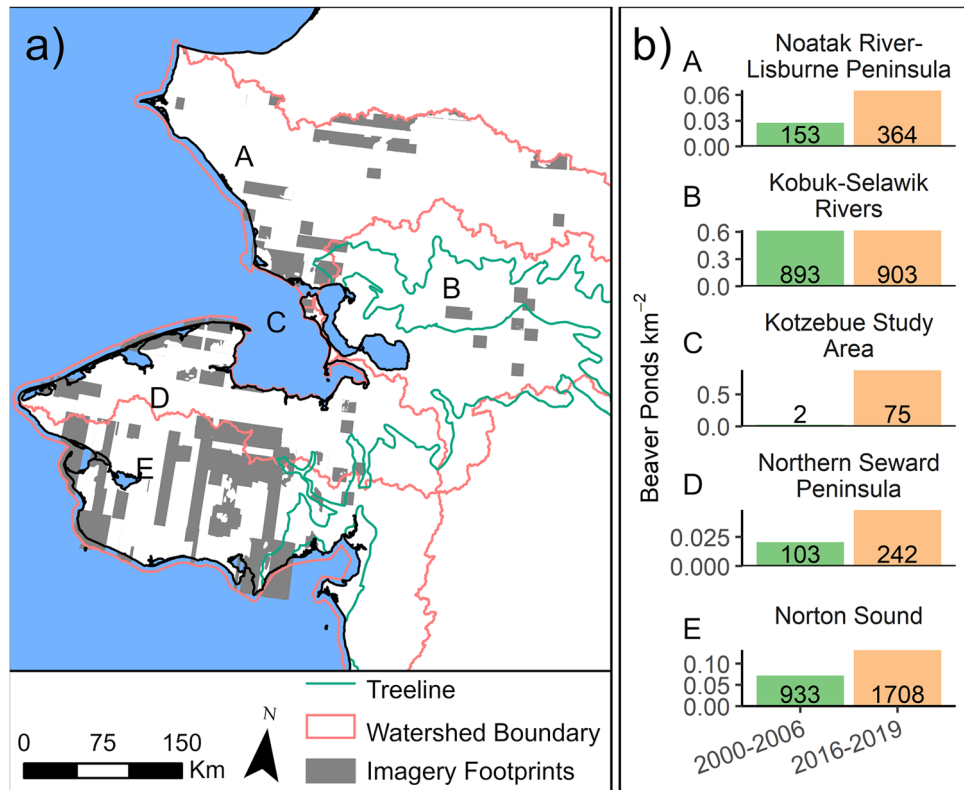 a)
A
B
C
D
E
0 75 150
Km
N
Treeline
Watershed Boundary
Imagery Footprints
b)
Beaver Ponds km⁻²
A
Noatak River-
Lisburne Peninsula
0.06
0.03
0.00
153 364
B
Kobuk-Selawik
Rivers
0.6
0.3
0.0
893 903
C
Kotzebue Study
Area
0.5
0.0
2 75
D
Northern Seward
Peninsula
0.025
0.000
103 242
E
Norton Sound
0.10
0.05
0.00
933 1708
2000-2006
2016-2019